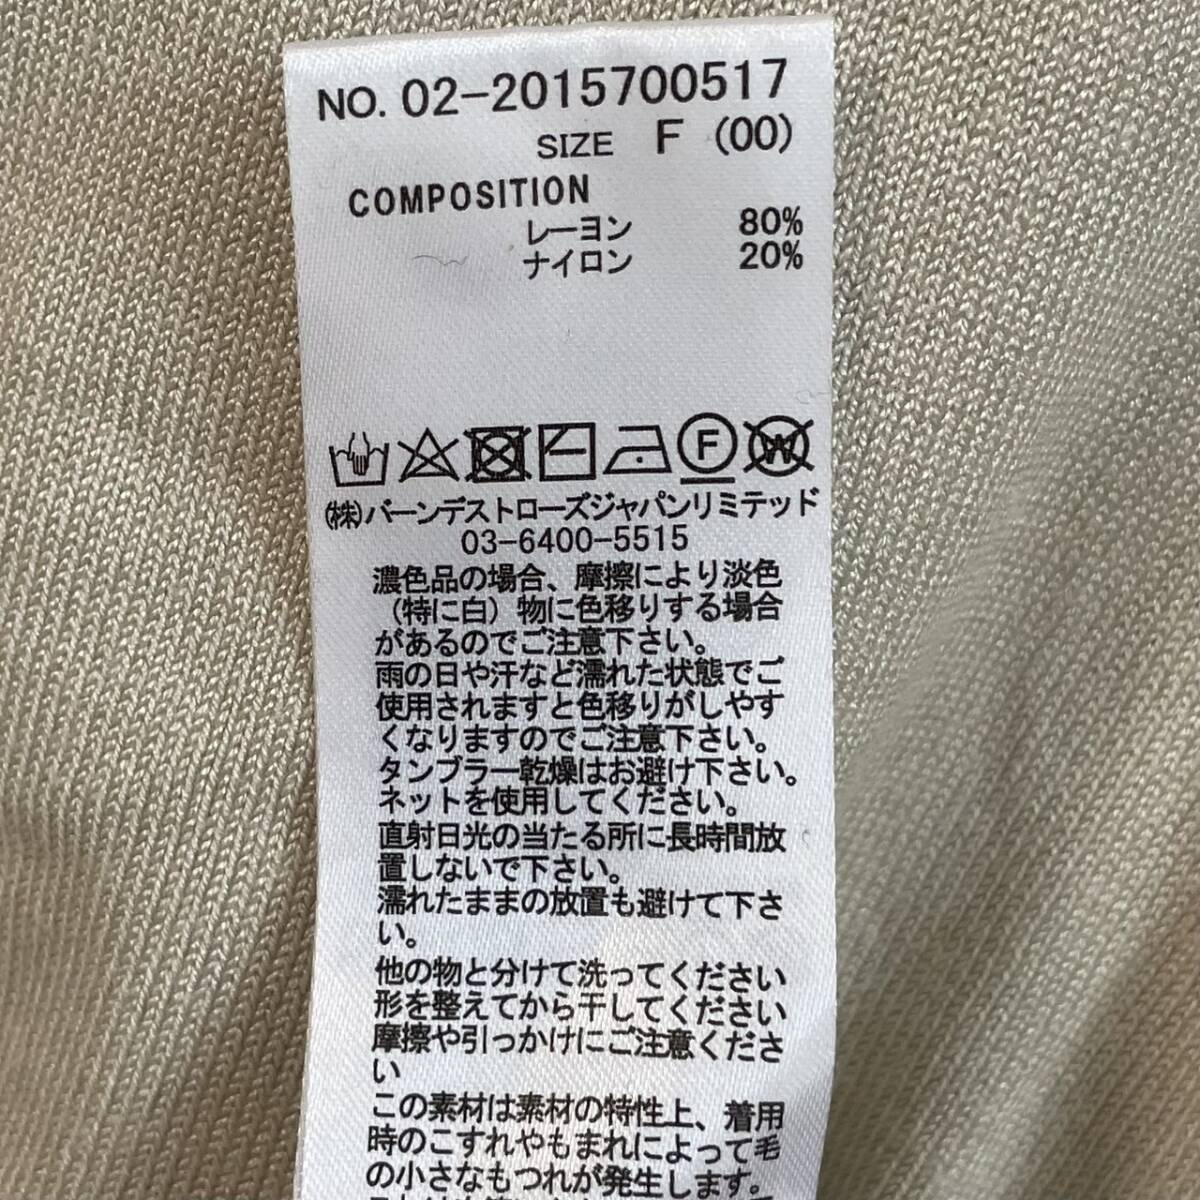 NO. 02-2015700517
SIZE F (00)
COMPOSITION
レーヨン 80%
ナイロン 20%
F W
(株)バーンデストローズジャパンリミテッド
03-6400-5515
濃色品の場合、摩擦により淡色
(特に白)物に色移りする場合
があるのでご注意下さい。
雨の日や汗など濡れた状態でご
使用されますと色移りがしやす
くなりますのでご注意下さい。
タンブラー乾燥はお避け下さい。
ネットを使用してください。
直射日光の当たる所に長時間放
置しないで下さい。
濡れたままの放置も避けて下さ
い。
他の物と分けて洗ってください
形を整えてから干してください
摩擦や引っかけにご注意くださ
い
この素材は素材の特性上、着用
時のこすれやもまれによって毛
の小さなもつれが発生します。